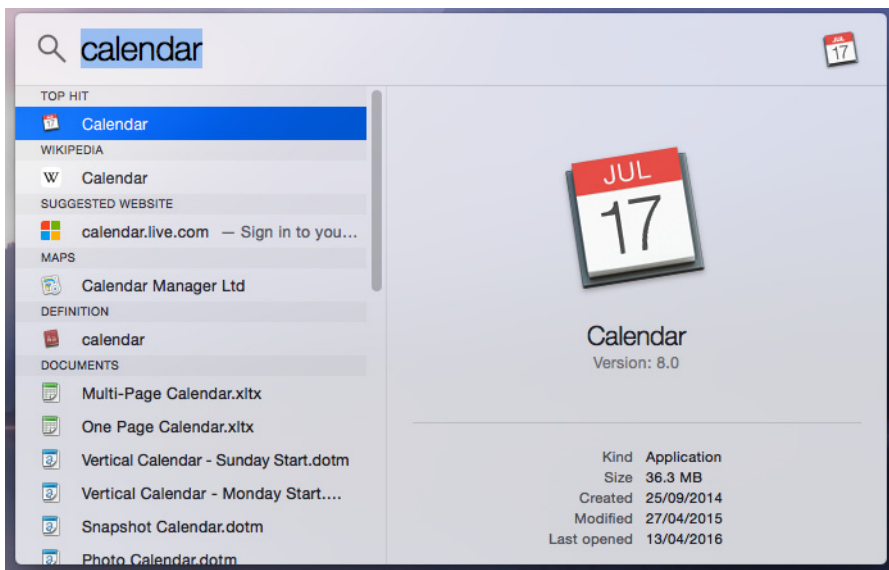 calendar
JUL
17
TOP HIT
JUL
17
Calendar
WIKIPEDIA
W
Calendar
SUGGESTED WEBSITE
calendar.live.com — Sign in to you...
MAPS
Calendar Manager Ltd
DEFINITION
calendar
DOCUMENTS
Multi-Page Calendar.xltx
One Page Calendar.xltx
Vertical Calendar - Sunday Start.dotm
Vertical Calendar - Monday Start....
Snapshot Calendar.dotm
Photo Calendar.dotm
JUL
17
Calendar
Version: 8.0
Kind Application
Size 36.3 MB
Created 25/09/2014
Modified 27/04/2015
Last opened 13/04/2016